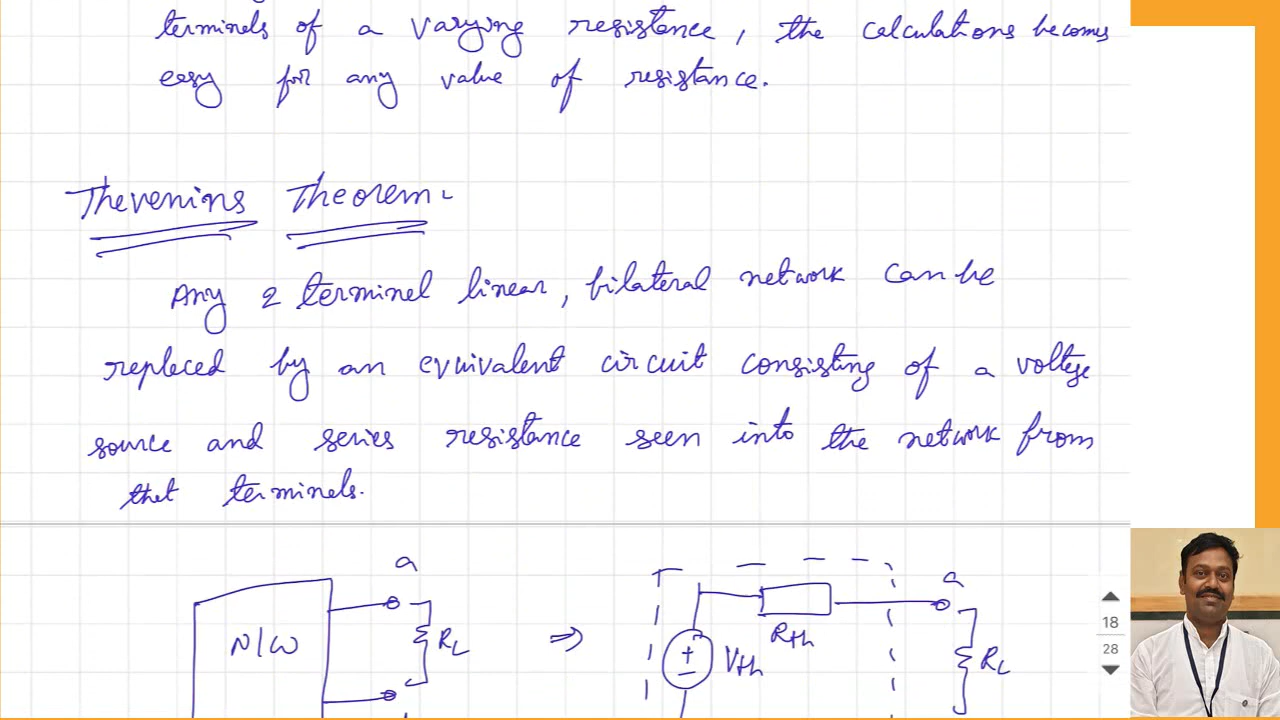 terminals of a varying resistance, the calculations becomes
easy for any value of resistance.
Thevenins Theorem -
Any 2 terminal linear, bilateral network can be
replaced by an equivalent circuit consisting of a voltage
source and series resistance seen into the network from
that terminals.
a
N/W
RL
⇒
a
Rth
+
−
Vth
RL
18
28